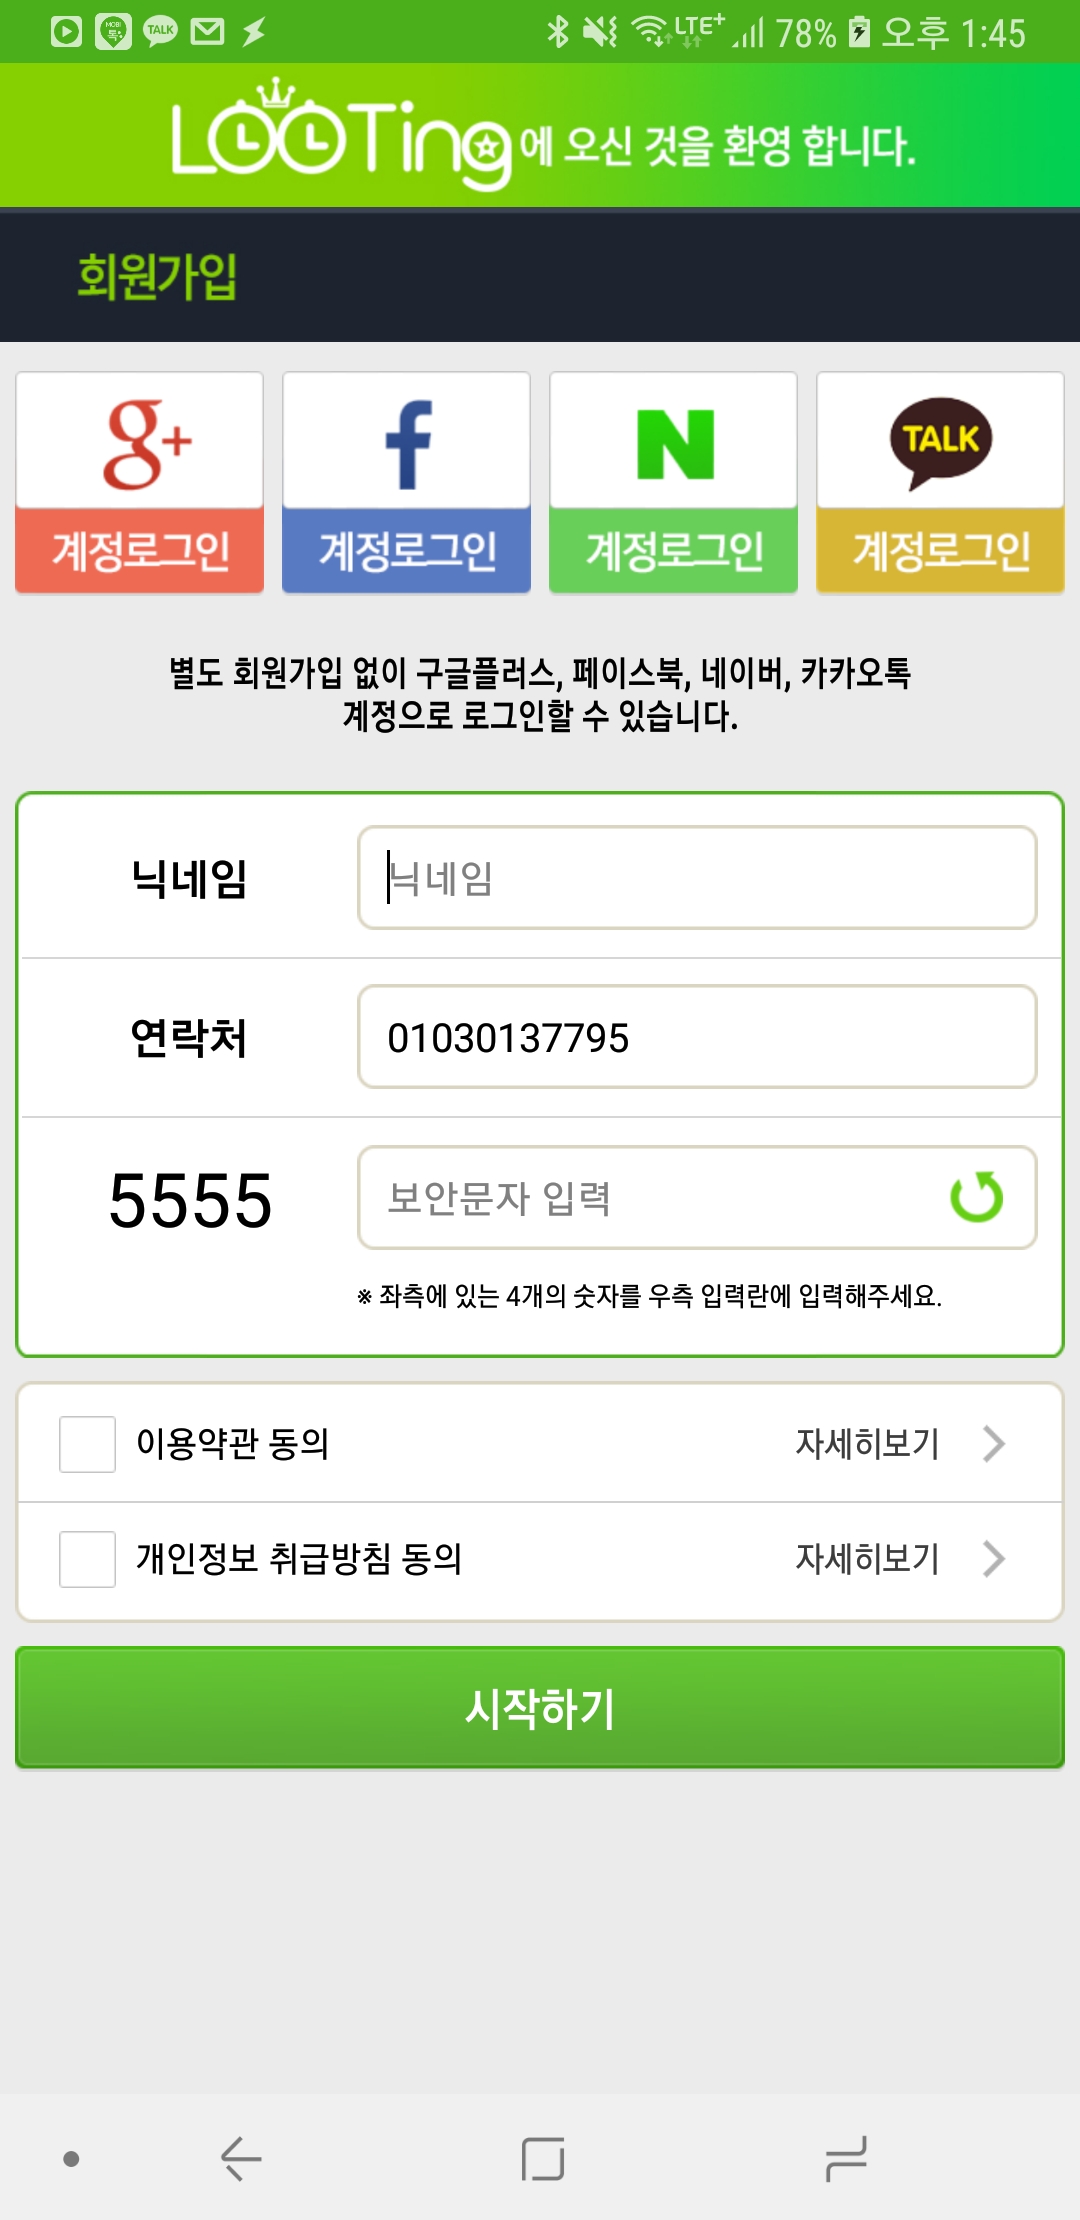 TALK
LTE+ 78% 오후 1:45
LOOTing에 오신 것을 환영 합니다.
회원가입
g+ f N TALK
계정로그인 계정로그인 계정로그인 계정로그인
별도 회원가입 없이 구글플러스, 페이스북, 네이버, 카카오톡
계정으로 로그인할 수 있습니다.
닉네임 닉네임
연락처 01030137795
5555 보안문자 입력
※ 좌측에 있는 4개의 숫자를 우측 입력란에 입력해주세요.
이용약관 동의 자세히보기
개인정보 취급방침 동의 자세히보기
시작하기